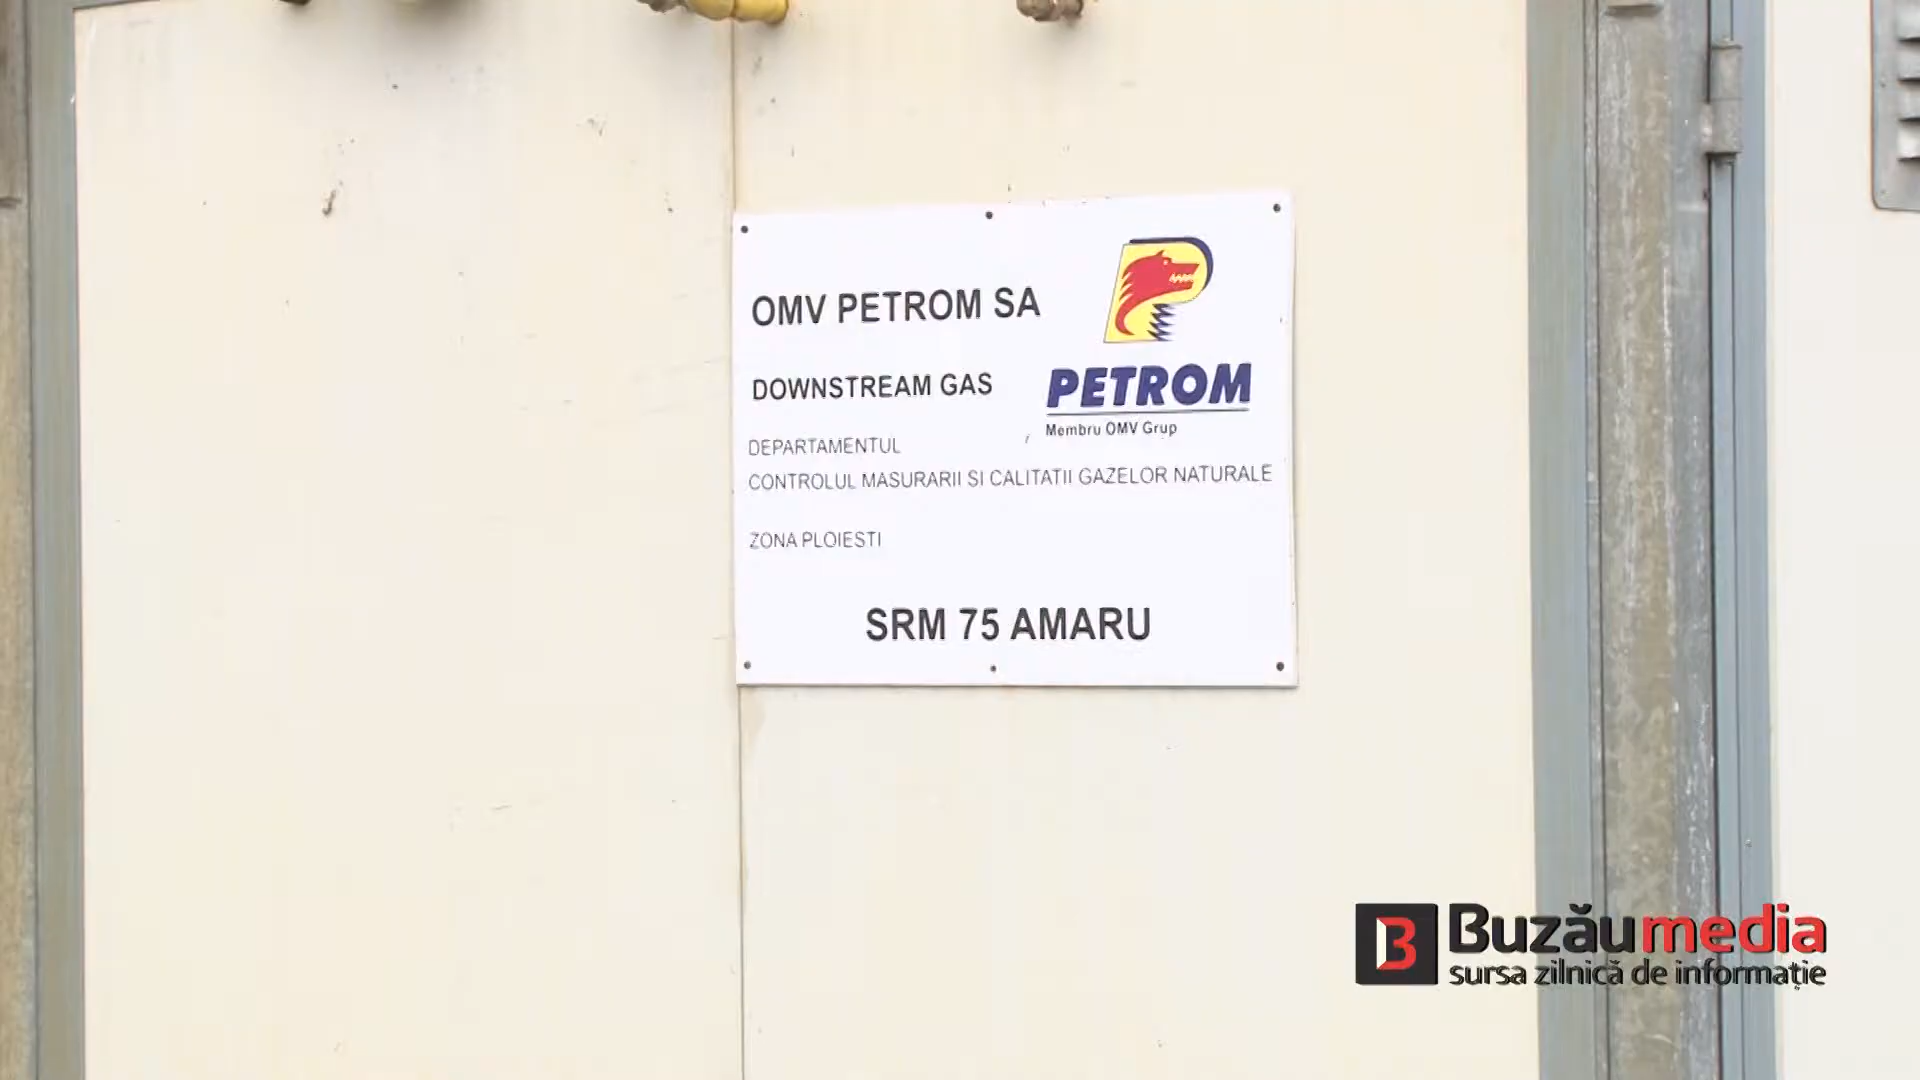 OMV PETROM SA
DOWNSTREAM GAS
PETROM
Membru OMV Grup
DEPARTAMENTUL
CONTROLUL MASURARII SI CALITATII GAZELOR NATURALE
ZONA PLOIESTI
SRM 75 AMARU
Buzăumedia
sursa zilnică de informație